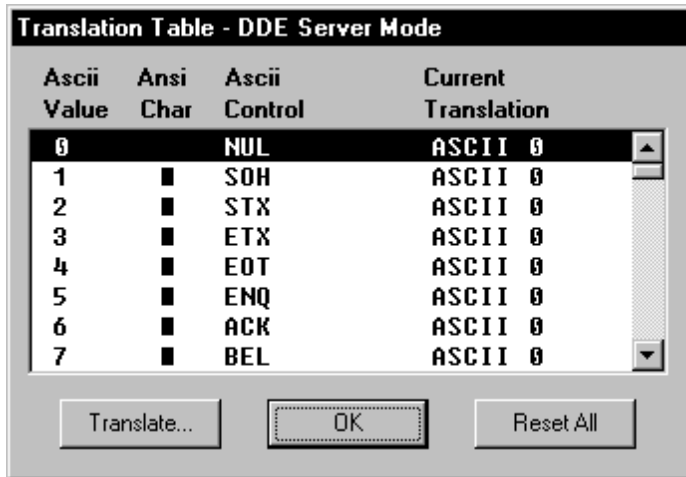 Translation Table - DDE Server Mode
Ascii Ansi Ascii Current
Value Char Control Translation
0 NUL ASCII 0
1 ■ SOH ASCII 0
2 ■ STX ASCII 0
3 ■ ETX ASCII 0
4 ■ EOT ASCII 0
5 ■ ENQ ASCII 0
6 ■ ACK ASCII 0
7 ■ BEL ASCII 0
Translate... OK Reset All